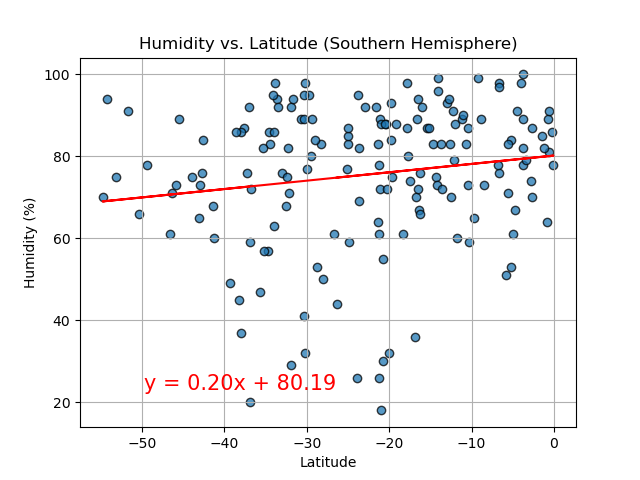 Humidity vs. Latitude (Southern Hemisphere)
100
80
60
40
20
Humidity (%)
y = 0.20x + 80.19
−50 −40 −30 −20 −10 0
Latitude